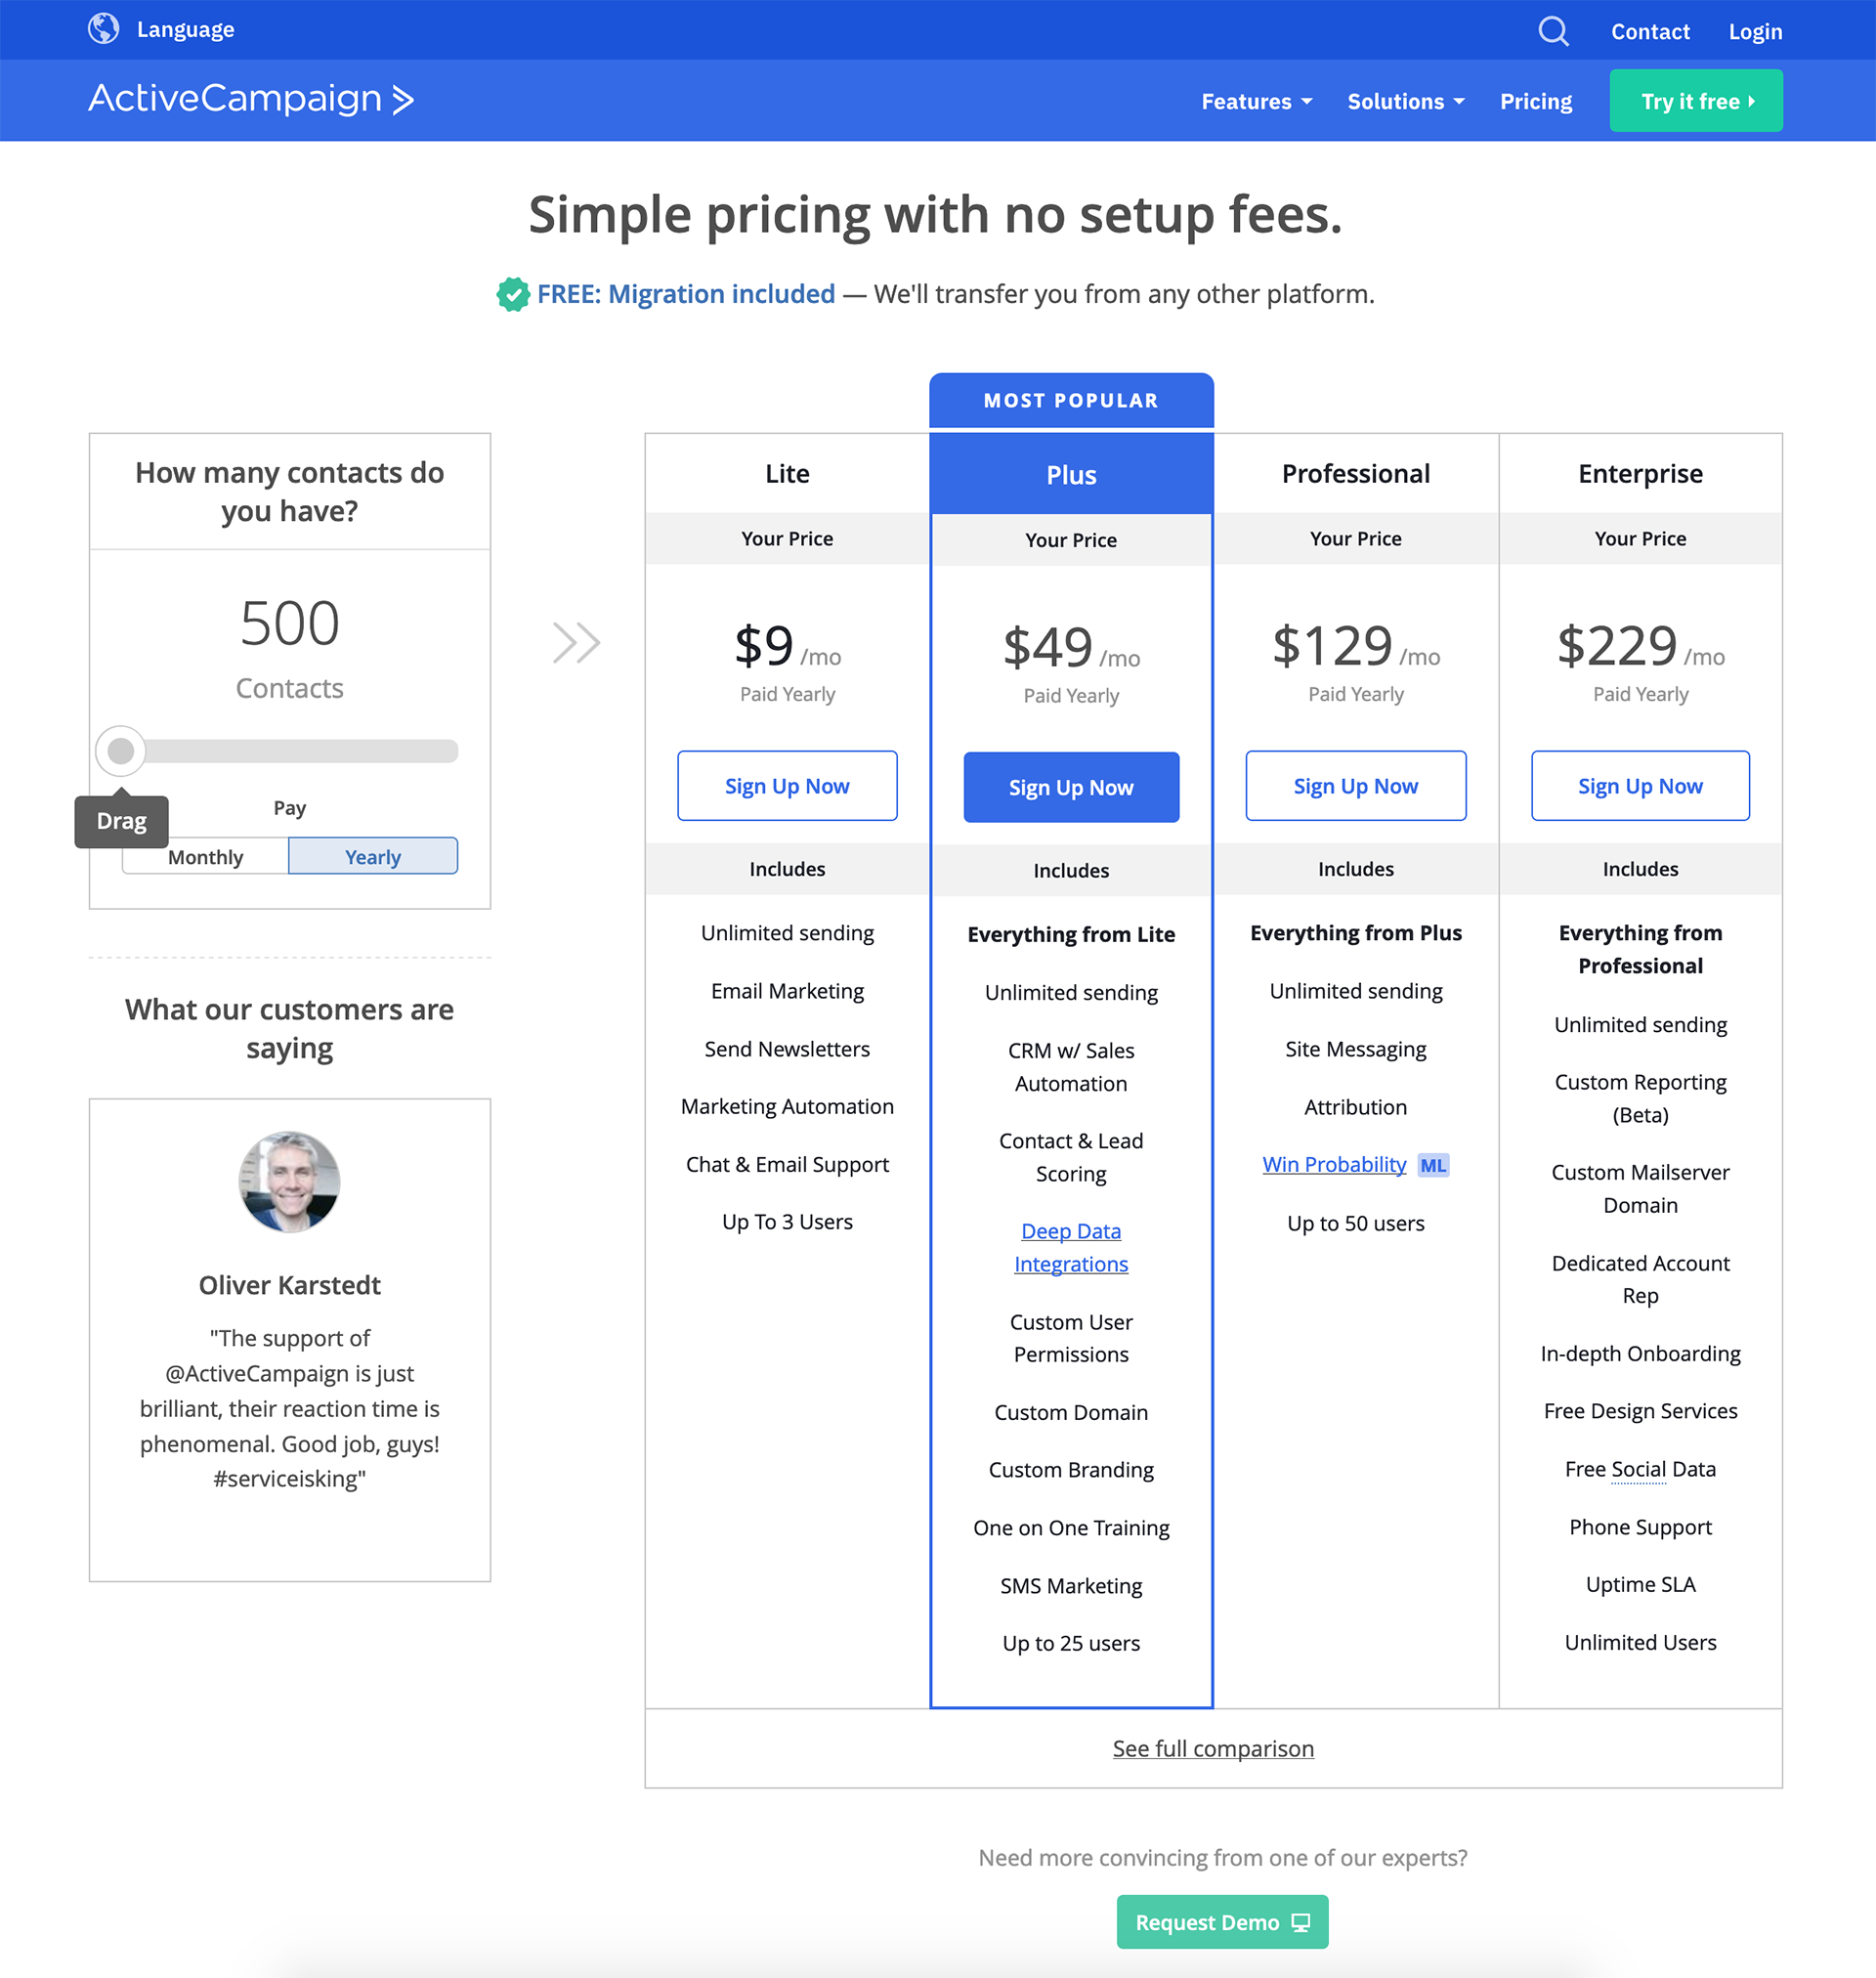 Language
Contact
Login
ActiveCampaign
Features
Solutions
Pricing
Try it free
Simple pricing with no setup fees.
FREE: Migration included — We'll transfer you from any other platform.
How many contacts do
you have?
500
Contacts
Drag
Pay
Monthly
Yearly
What our customers are
saying
Oliver Karstedt
"The support of
@ActiveCampaign is just
brilliant, their reaction time is
phenomenal. Good job, guys!
#serviceisking"
Lite
Your Price
$9 /mo
Paid Yearly
Sign Up Now
Includes
Unlimited sending
Email Marketing
Send Newsletters
Marketing Automation
Chat & Email Support
Up To 3 Users
MOST POPULAR
Plus
Your Price
$49 /mo
Paid Yearly
Sign Up Now
Includes
Everything from Lite
Unlimited sending
CRM w/ Sales
Automation
Contact & Lead
Scoring
Deep Data
Integrations
Custom User
Permissions
Custom Domain
Custom Branding
One on One Training
SMS Marketing
Up to 25 users
Professional
Your Price
$129 /mo
Paid Yearly
Sign Up Now
Includes
Everything from Plus
Unlimited sending
Site Messaging
Attribution
Win Probability ML
Up to 50 users
Enterprise
Your Price
$229 /mo
Paid Yearly
Sign Up Now
Includes
Everything from
Professional
Unlimited sending
Custom Reporting
(Beta)
Custom Mailserver
Domain
Dedicated Account
Rep
In-depth Onboarding
Free Design Services
Free Social Data
Phone Support
Uptime SLA
Unlimited Users
See full comparison
Need more convincing from one of our experts?
Request Demo